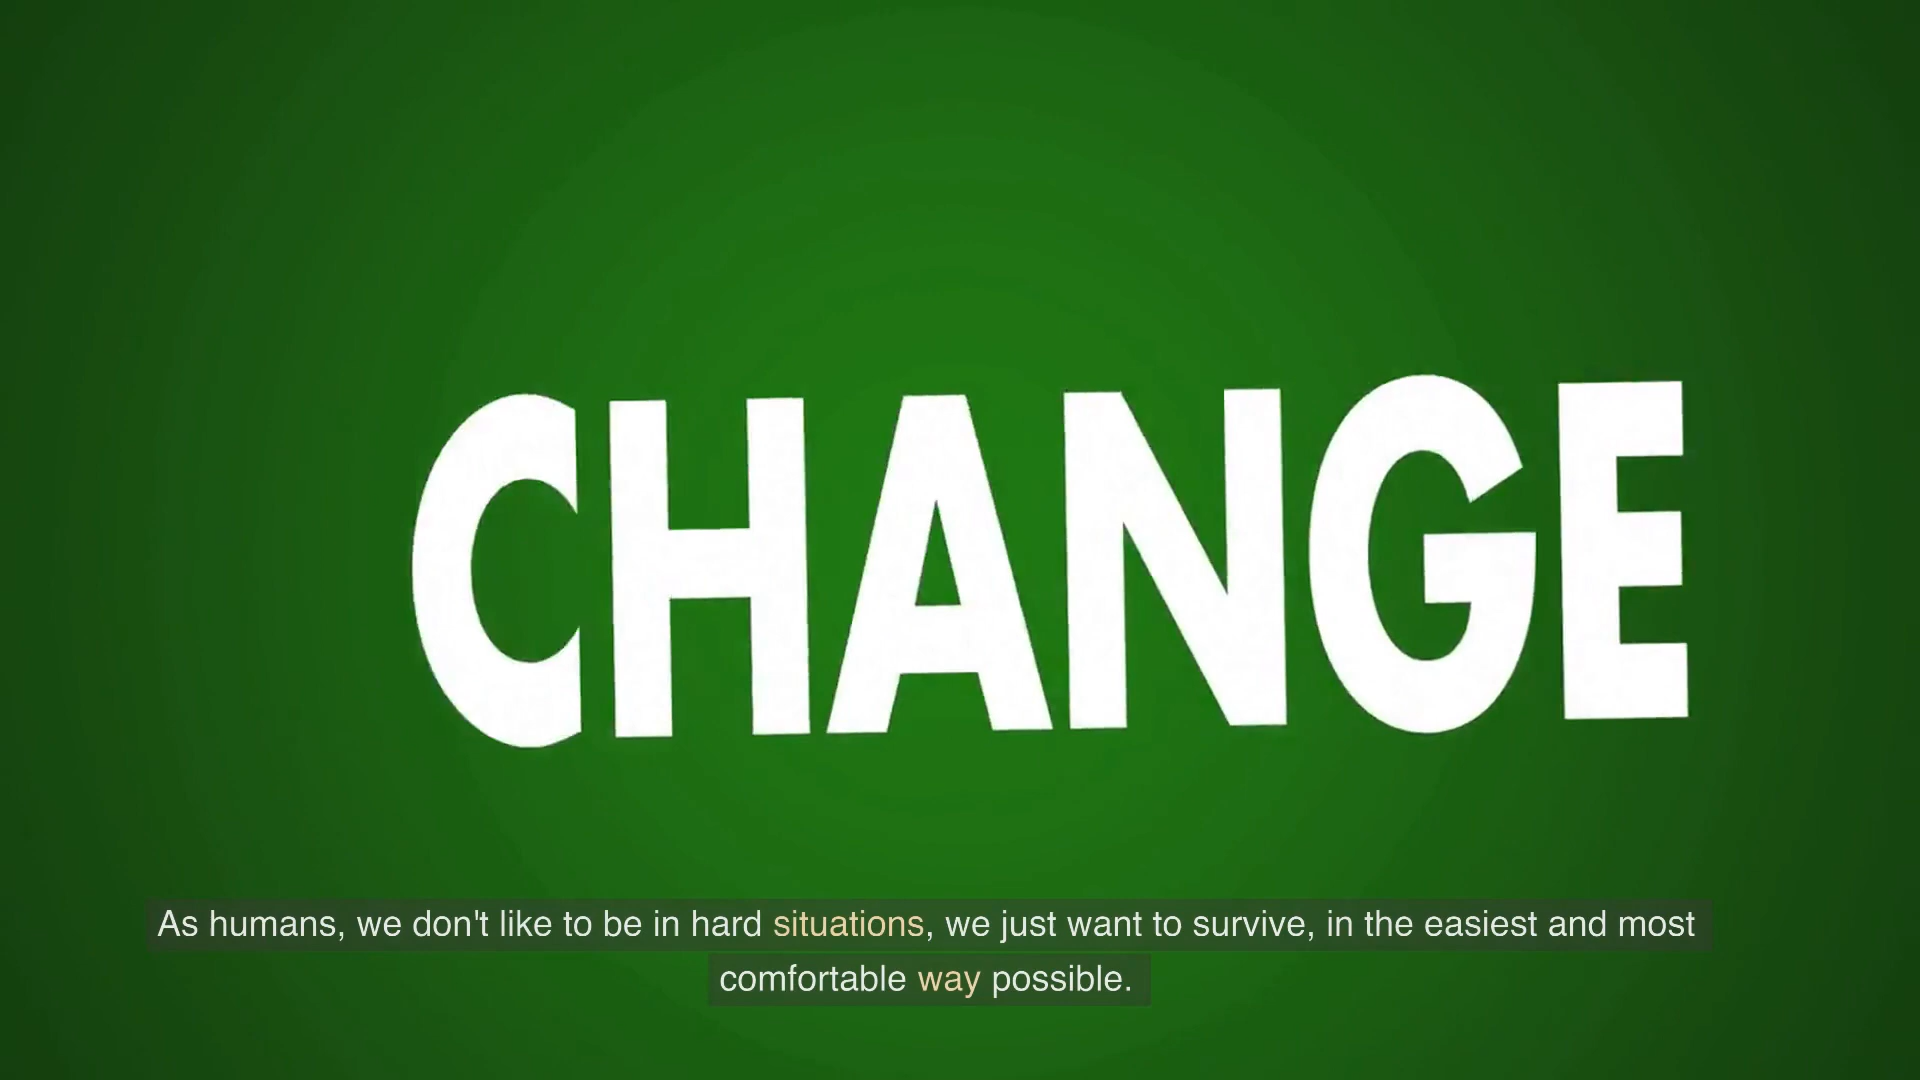 CHANGE
As humans, we don't like to be in hard situations, we just want to survive, in the easiest and most
comfortable way possible.